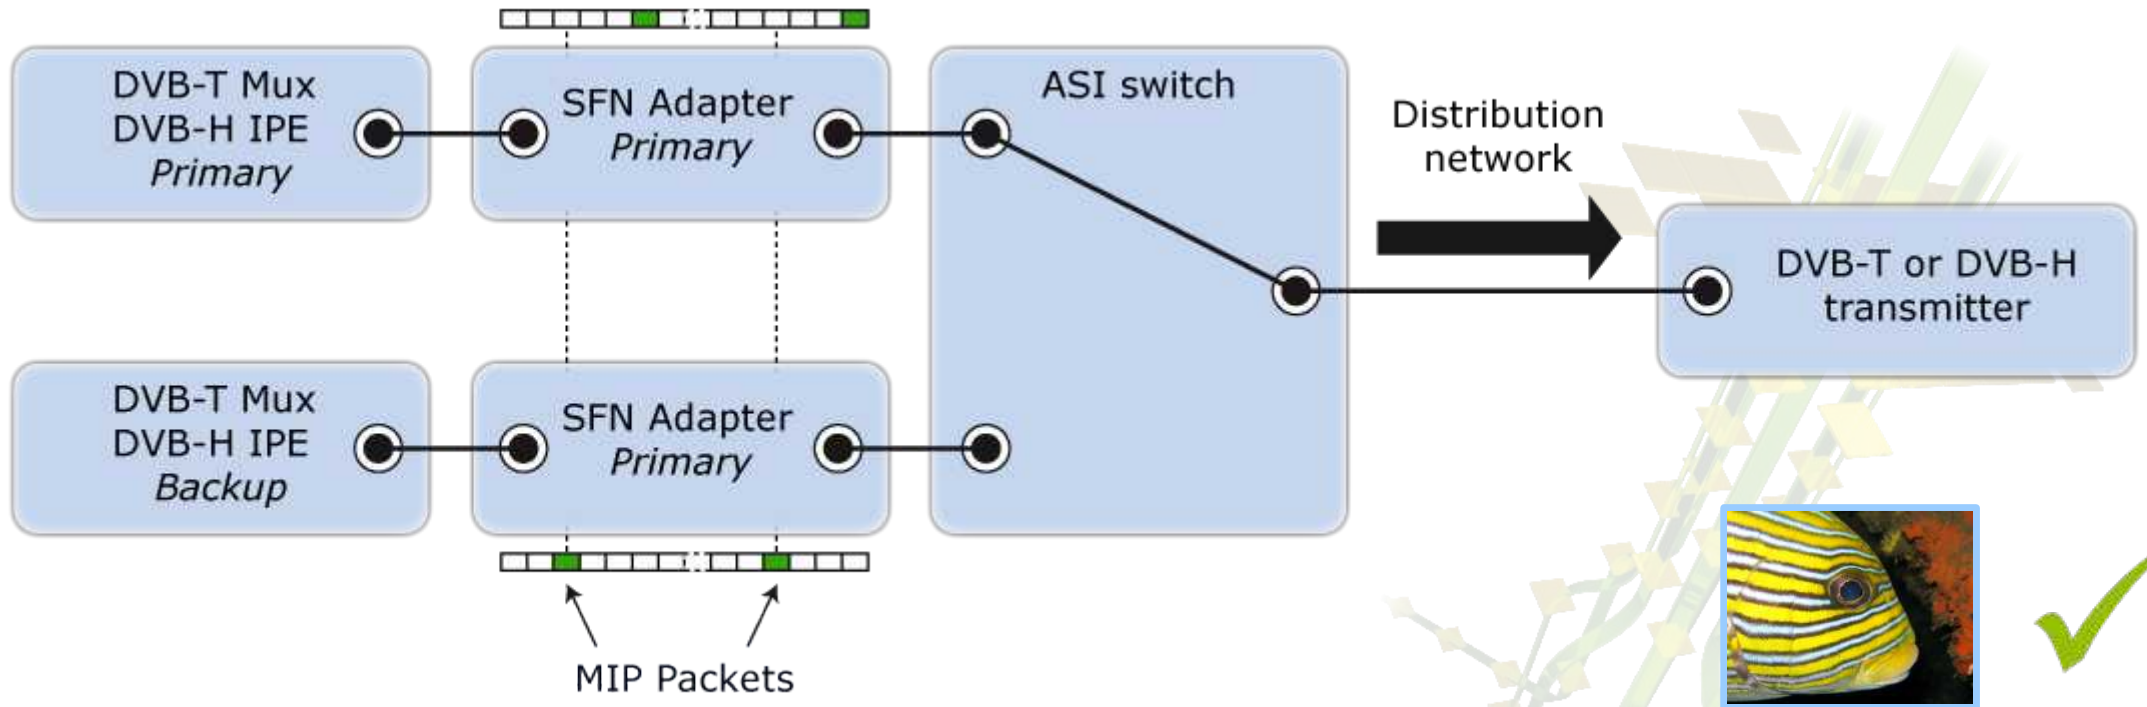 DVB-T Mux
DVB-H IPE
Primary
SFN Adapter
Primary
ASI switch
Distribution
network
DVB-T or DVB-H
transmitter
DVB-T Mux
DVB-H IPE
Backup
SFN Adapter
Primary
MIP Packets